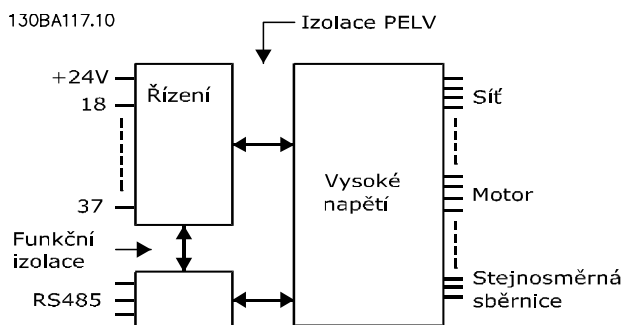 130BA117.10
Izolace PELV
+24V
18
37
Řízení
Vysoké
napětí
Síť
Motor
Stejnosměrná
sběrnice
Funkční
izolace
RS485